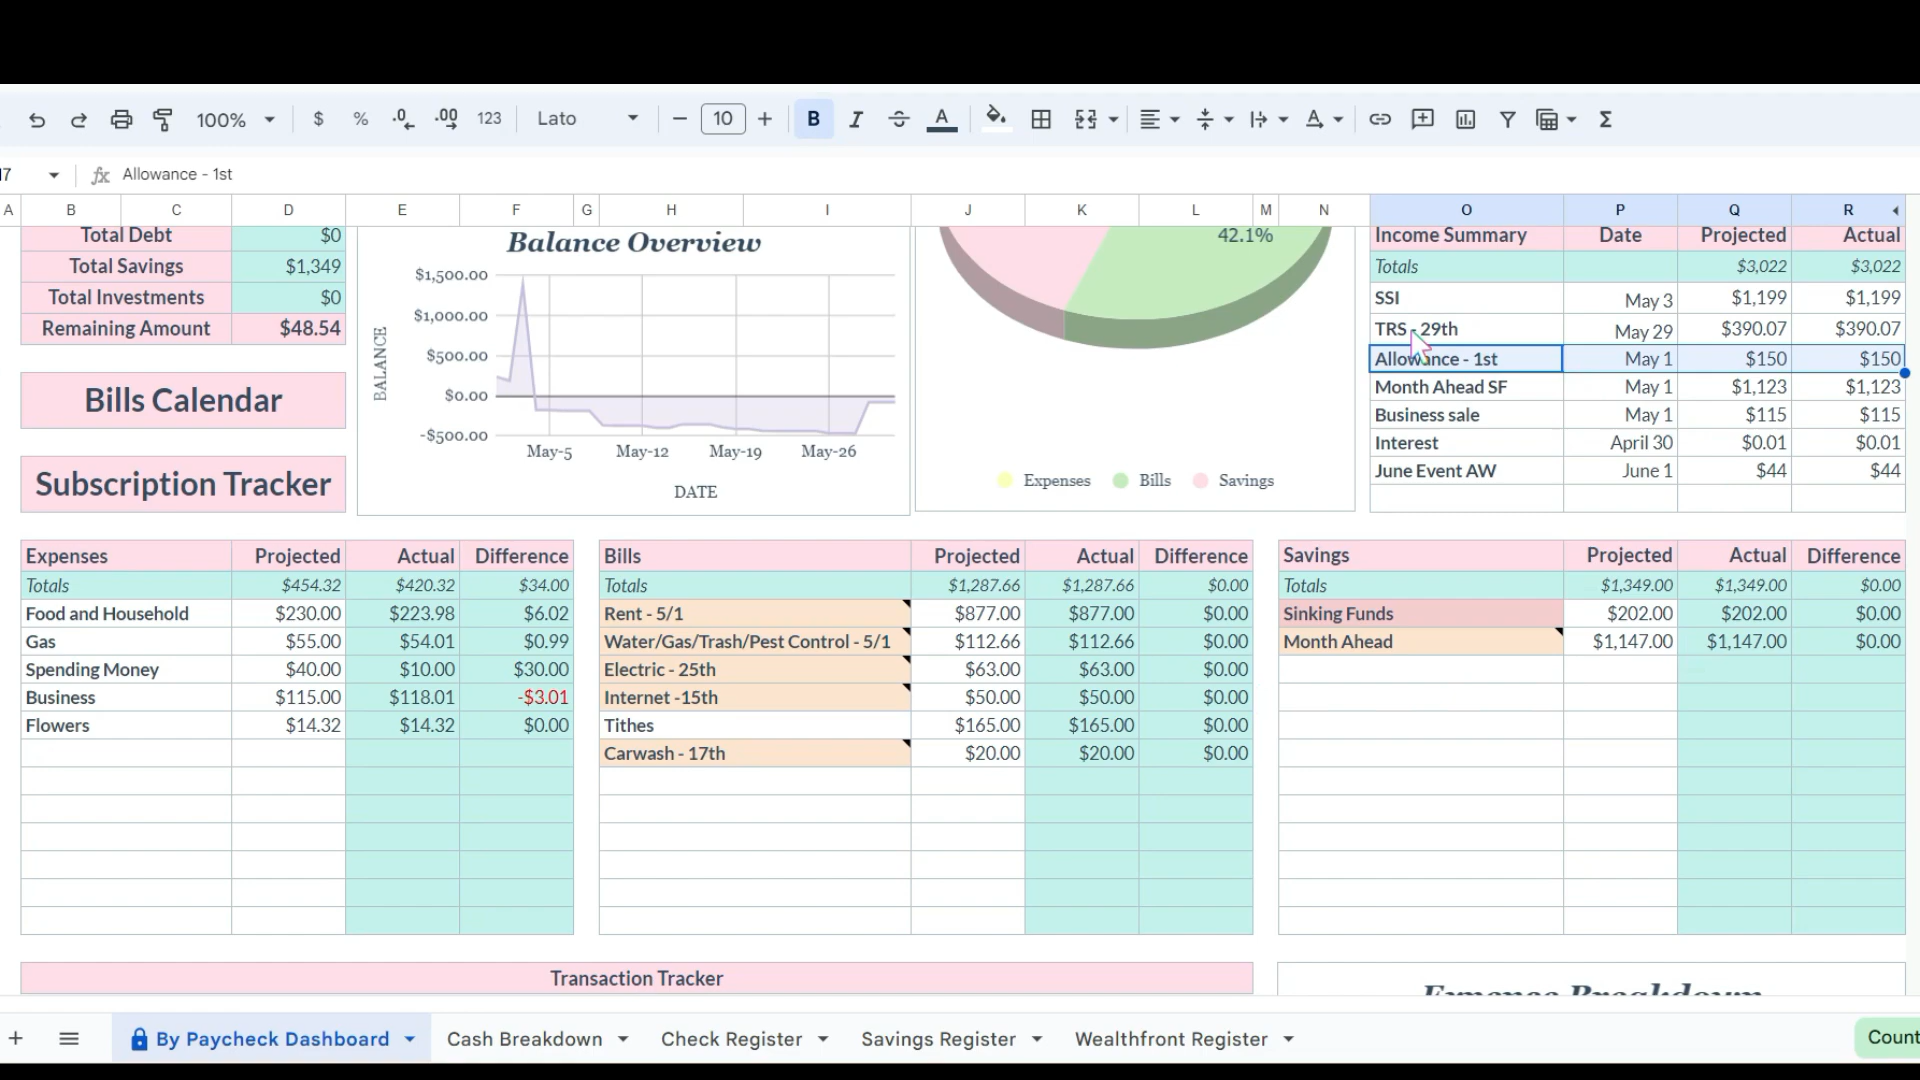 100% $ % .0 .00 123 Lato 10 B I A
Allowance - 1st
A B C D E F G H I J K L M N O P Q R
Total Debt $0
Total Savings $1,349
Total Investments $0
Remaining Amount $48.54
Bills Calendar
Subscription Tracker
Balance Overview
BALANCE
$1,500.00
$1,000.00
$500.00
$0.00
-$500.00
May-5 May-12 May-19 May-26
DATE
42.1%
Expenses Bills Savings
Income Summary Date Projected Actual
Totals $3,022 $3,022
SSI May 3 $1,199 $1,199
TRS - 29th May 29 $390.07 $390.07
Allowance - 1st May 1 $150 $150
Month Ahead SF May 1 $1,123 $1,123
Business sale May 1 $115 $115
Interest April 30 $0.01 $0.01
June Event AW June 1 $44 $44
Expenses Projected Actual Difference
Totals $454.32 $420.32 $34.00
Food and Household $230.00 $223.98 $6.02
Gas $55.00 $54.01 $0.99
Spending Money $40.00 $10.00 $30.00
Business $115.00 $118.01 -$3.01
Flowers $14.32 $14.32 $0.00
Bills Projected Actual Difference
Totals $1,287.66 $1,287.66 $0.00
Rent - 5/1 $877.00 $877.00 $0.00
Water/Gas/Trash/Pest Control - 5/1 $112.66 $112.66 $0.00
Electric - 25th $63.00 $63.00 $0.00
Internet -15th $50.00 $50.00 $0.00
Tithes $165.00 $165.00 $0.00
Carwash - 17th $20.00 $20.00 $0.00
Savings Projected Actual Difference
Totals $1,349.00 $1,349.00 $0.00
Sinking Funds $202.00 $202.00 $0.00
Month Ahead $1,147.00 $1,147.00 $0.00
Transaction Tracker
Expense Breakdown
By Paycheck Dashboard Cash Breakdown Check Register Savings Register Wealthfront Register
Count